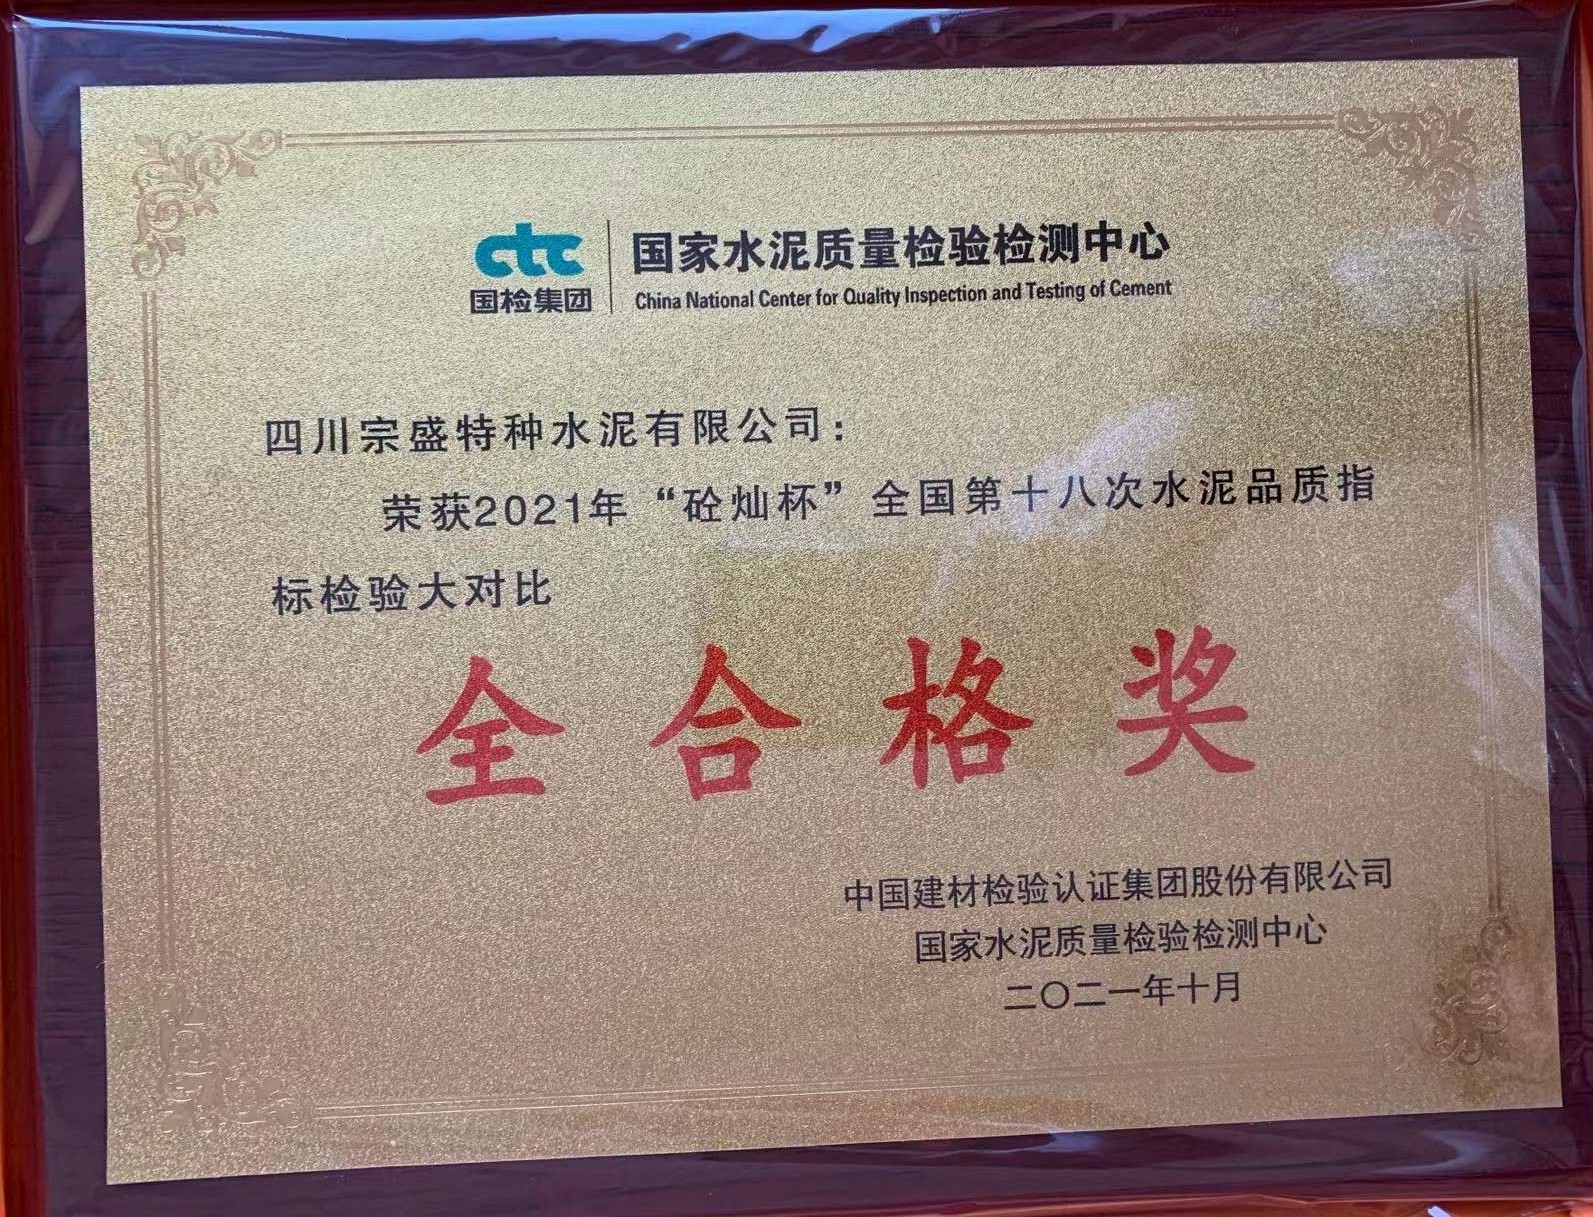 ctc
国检集团
国家水泥质量检验检测中心
China National Center for Quality Inspection and Testing of Cement
四川宗盛特种水泥有限公司：
荣获2021年“砼灿杯”全国第十八次水泥品质指
标检验大对比
全合格奖
中国建材检验认证集团股份有限公司
国家水泥质量检验检测中心
二〇二一年十月